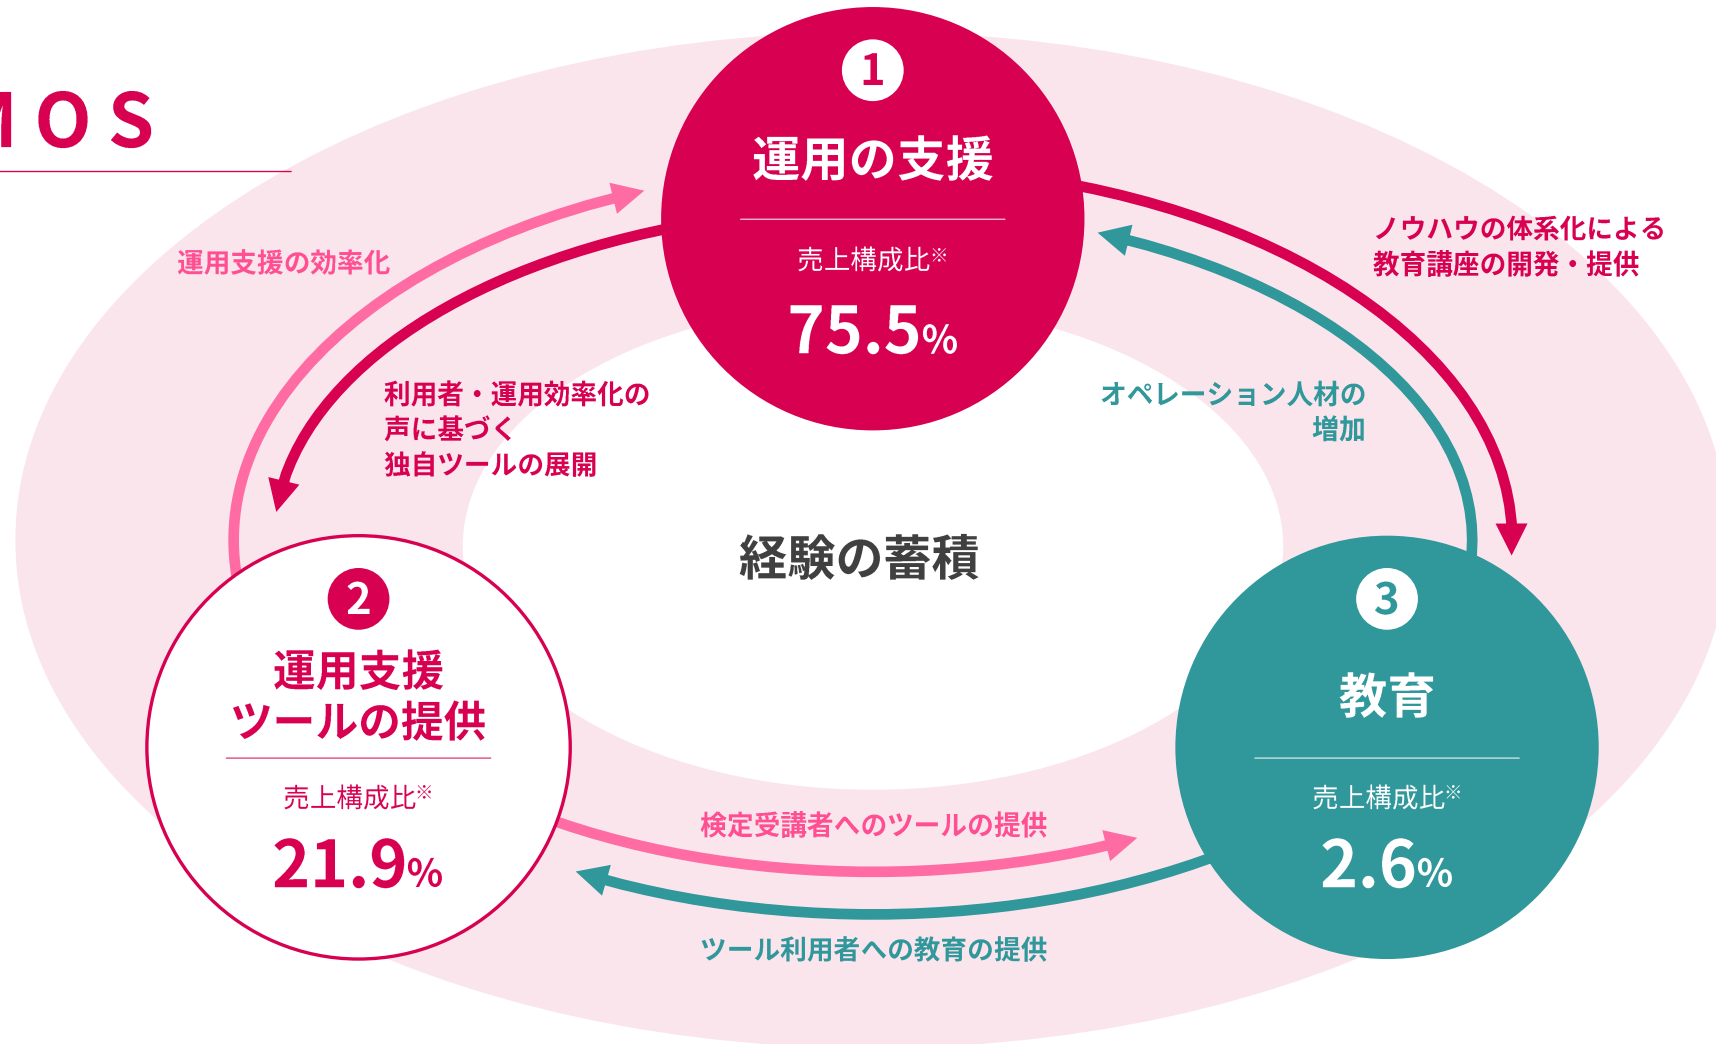 MOS
1
運用の支援
売上構成比※
75.5%
運用支援の効率化
ノウハウの体系化による
教育講座の開発・提供
利用者・運用効率化の
声に基づく
独自ツールの展開
オペレーション人材の
増加
経験の蓄積
2
運用支援
ツールの提供
売上構成比※
21.9%
3
教育
売上構成比※
2.6%
検定受講者へのツールの提供
ツール利用者への教育の提供